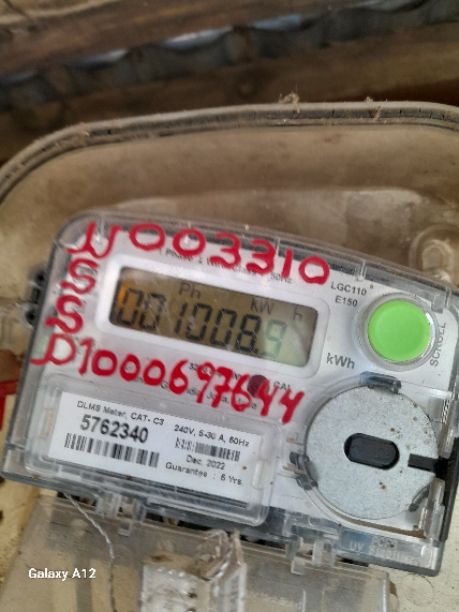 W003310
LGC110
E150
Ph kW h
001008.9
kWh
SCROLL
D1000697644
DLMS Meter, CAT- C3
240V, 5-30 A, 50Hz
5762340
Dec, 2022
Guarantee : 5 Yrs.
Galaxy A12